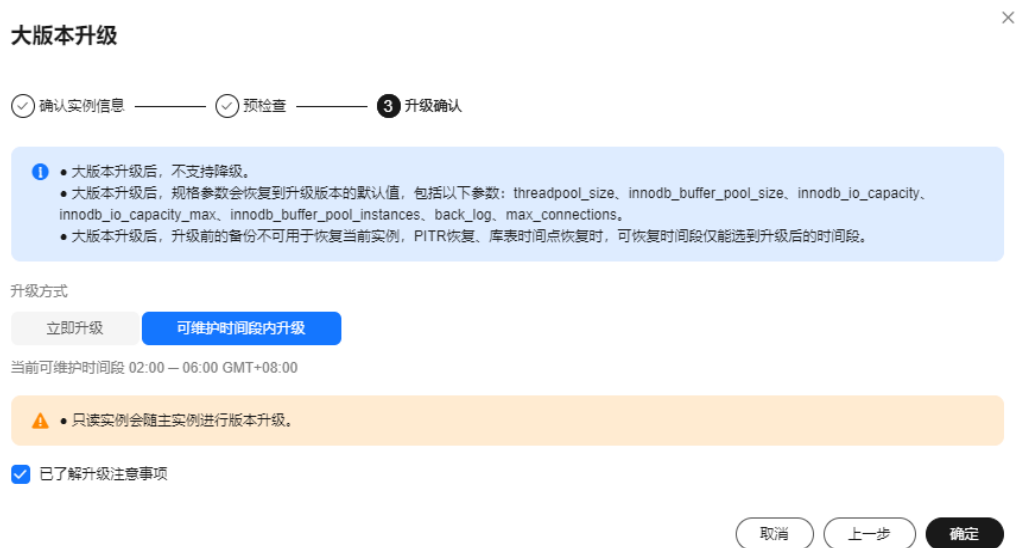 大版本升级
确认实例信息
预检查
3 升级确认
● 大版本升级后，不支持降级。
● 大版本升级后，规格参数会恢复到升级版本的默认值，包括以下参数：threadpool_size、innodb_buffer_pool_size、innodb_io_capacity、
innodb_io_capacity_max、innodb_buffer_pool_instances、back_log、max_connections。
● 大版本升级后，升级前的备份不可用于恢复当前实例，PITR恢复、库表时间点恢复时，可恢复时间段仅能选到升级后的时间段。
升级方式
立即升级
可维护时间段内升级
当前可维护时间段 02:00 — 06:00 GMT+08:00
● 只读实例会随主实例进行版本升级。
已了解升级注意事项
取消
上一步
确定